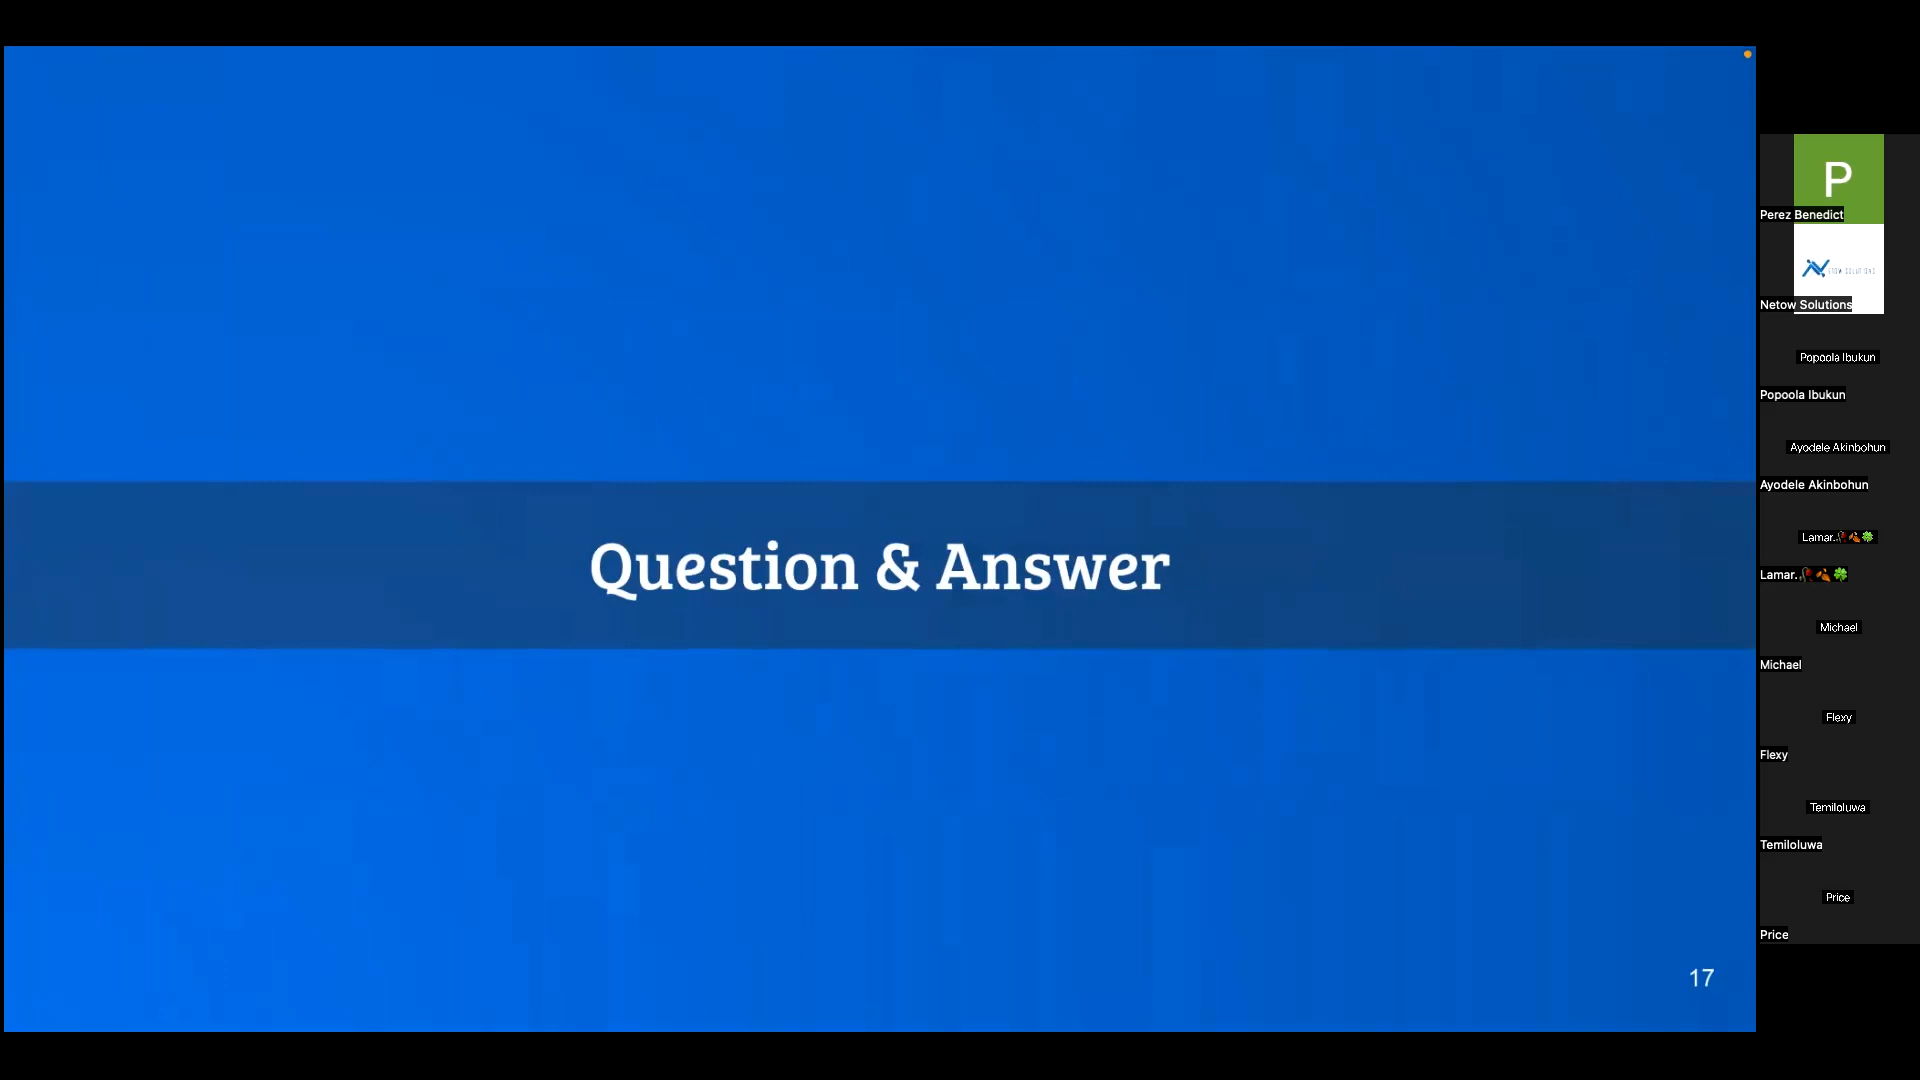 Question & Answer
17
P
Perez Benedict
Netow Solutions
Popoola Ibukun
Popoola Ibukun
Ayodele Akinbohun
Ayodele Akinbohun
Lamar..🥀🍂🍀
Lamar..🥀🍂🍀
Michael
Michael
Flexy
Flexy
Temiloluwa
Temiloluwa
Price
Price